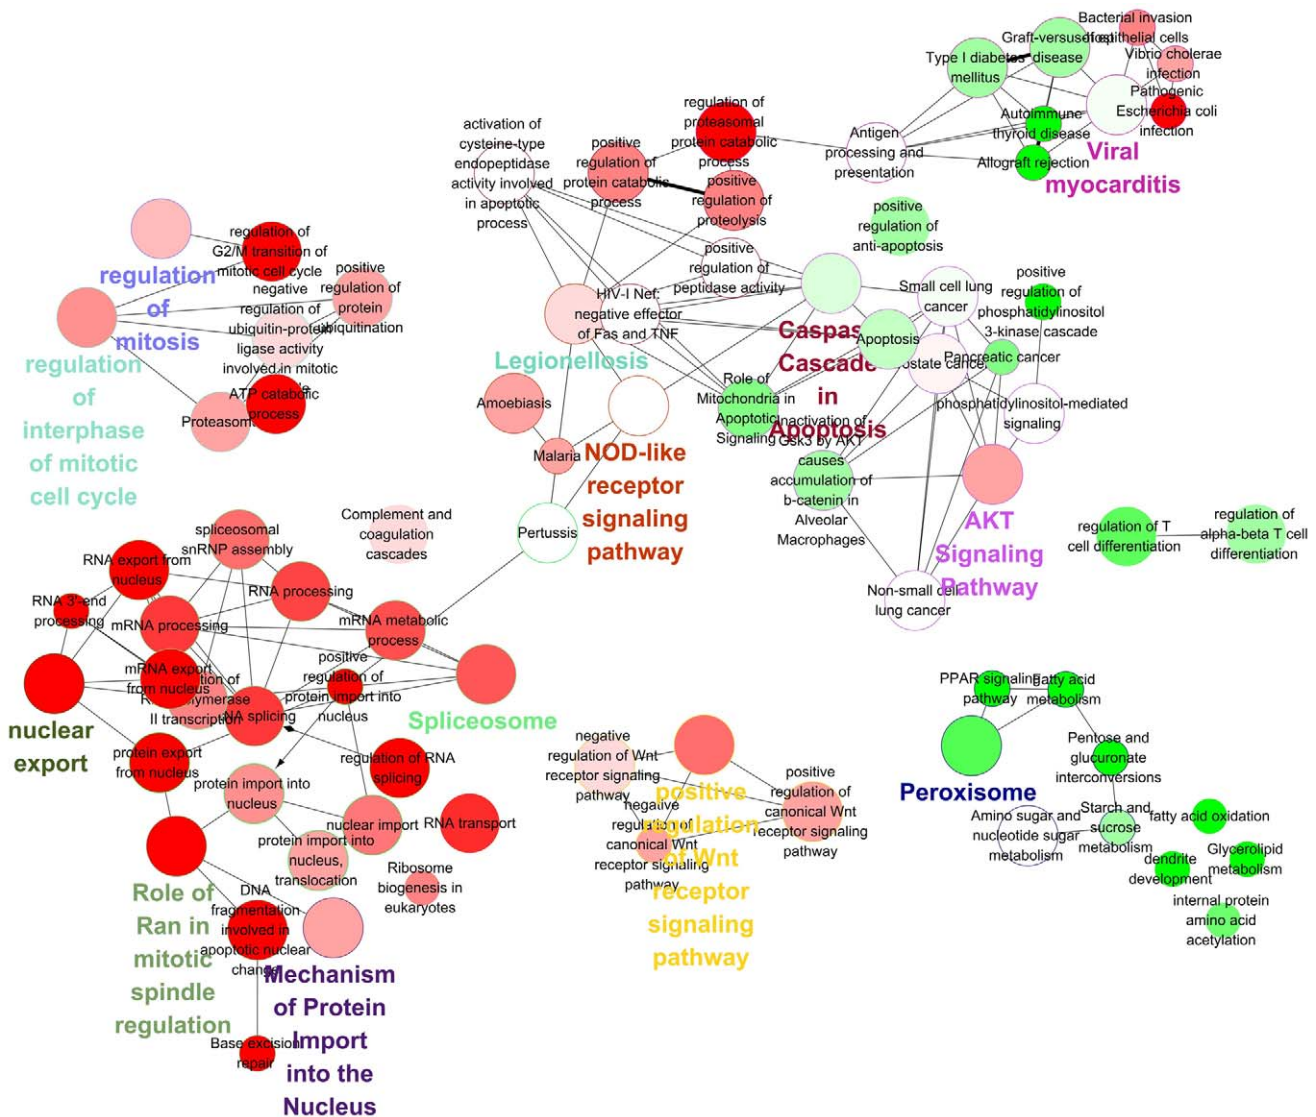 Bacterial invasion
of epithelial cells
Graft-versus-host
disease
Type I diabetes
mellitus
Vibrio cholerae
infection
Pathogenic
Escherichia coli
infection
Autoimmune
thyroid disease
Allograft rejection
Viral
myocarditis
Antigen
processing and
presentation
regulation of
proteasomal
protein catabolic
process
activation of
cysteine-type
endopeptidase
activity involved
in apoptotic
process
positive
regulation of
protein catabolic
process
positive
regulation of
proteolysis
positive
regulation of
anti-apoptosis
positive
regulation of
peptidase activity
regulation of
G2/M transition of
mitotic cell cycle
regulation
of
mitosis
positive
regulation of
protein
ubiquitination
negative
regulation of
ubiquitin-protein
ligase activity
involved in mitotic
ATP catabolic
process
Proteasome
regulation
of
interphase
of mitotic
cell cycle
HIV-I Nef:
negative effector
of Fas and TNF
Legionellosis
Small cell lung
cancer
positive
regulation of
phosphatidylinositol
3-kinase cascade
Caspase
Cascade
in
Apoptosis
Apoptosis
Prostate cancer
Pancreatic cancer
Role of
Mitochondria in
Apoptotic
Signaling
phosphatidylinositol-mediated
signaling
Inactivation of
Gsk3 by AKT
causes
accumulation of
b-catenin in
Alveolar
Macrophages
Amoebiasis
Malaria
NOD-like
receptor
signaling
pathway
Pertussis
AKT
Signaling
Pathway
Non-small cell
lung cancer
regulation of T
cell differentiation
regulation of
alpha-beta T cell
differentiation
Complement and
coagulation
cascades
spliceosomal
snRNP assembly
RNA export from
nucleus
RNA processing
RNA 3'-end
processing
mRNA processing
mRNA metabolic
process
mRNA export
from nucleus
II transcription
RNA splicing
positive
regulation of
protein import into
nucleus
Spliceosome
nuclear
export
protein export
from nucleus
regulation of RNA
splicing
protein import into
nucleus
nuclear import
RNA transport
protein import into
nucleus,
translocation
Ribosome
biogenesis in
eukaryotes
Role of
Ran in
mitotic
spindle
regulation
DNA
fragmentation
involved in
apoptotic nuclear
change
Mechanism
of Protein
Import
into the
Nucleus
Base excision
repair
negative
regulation of Wnt
receptor signaling
pathway
positive
regulation
of Wnt
receptor
signaling
pathway
negative
regulation of
canonical Wnt
receptor signaling
pathway
positive
regulation of
canonical Wnt
receptor signaling
pathway
PPAR signaling
pathway
Fatty acid
metabolism
Peroxisome
Pentose and
glucuronate
interconversions
Amino sugar and
nucleotide sugar
metabolism
Starch and
sucrose
metabolism
fatty acid oxidation
dendrite
development
Glycerolipid
metabolism
internal protein
amino acid
acetylation